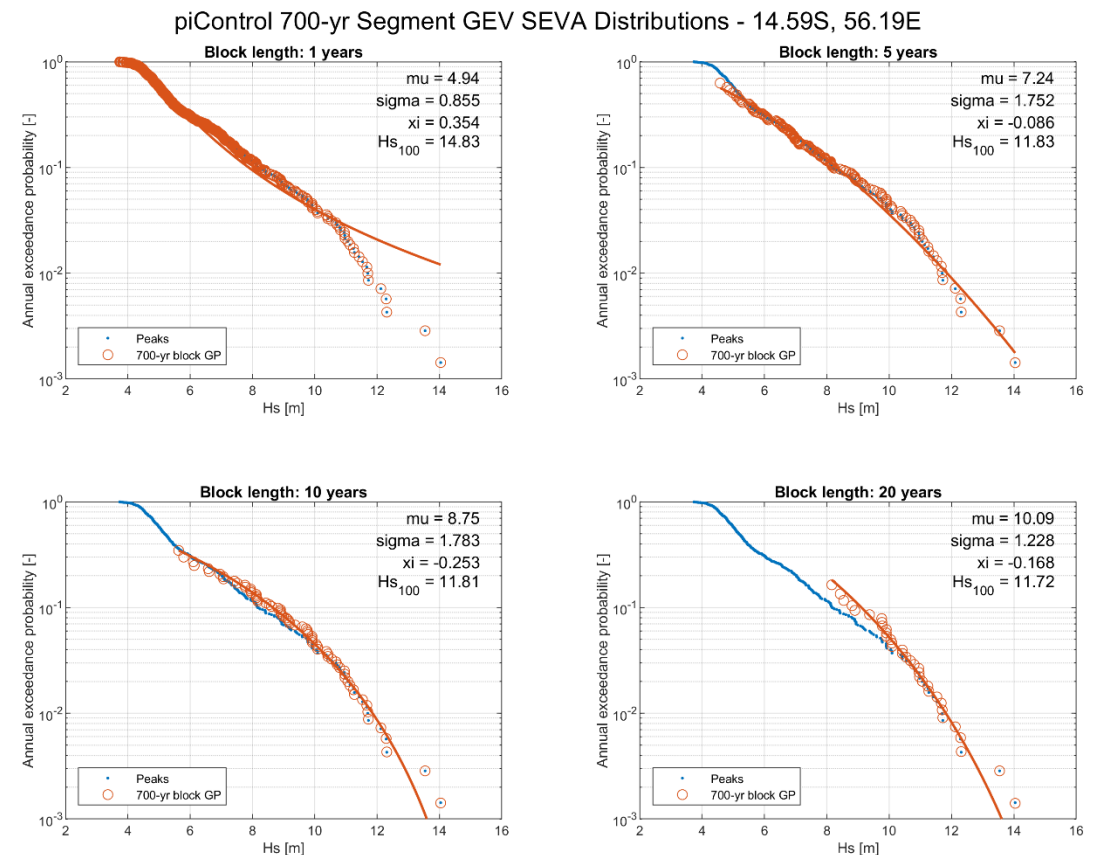 piControl 700-yr Segment GEV SEVA Distributions - 14.59S, 56.19E
Block length: 1 years
mu = 4.94
sigma = 0.855
xi = 0.354
Hs100 = 14.83
Annual exceedance probability [-]
10^0
10^-1
10^-2
10^-3
Peaks
700-yr block GP
2 4 6 8 10 12 14 16
Hs [m]
Block length: 5 years
mu = 7.24
sigma = 1.752
xi = -0.086
Hs100 = 11.83
Annual exceedance probability [-]
10^0
10^-1
10^-2
10^-3
Peaks
700-yr block GP
2 4 6 8 10 12 14 16
Hs [m]
Block length: 10 years
mu = 8.75
sigma = 1.783
xi = -0.253
Hs100 = 11.81
Annual exceedance probability [-]
10^0
10^-1
10^-2
10^-3
Peaks
700-yr block GP
2 4 6 8 10 12 14 16
Hs [m]
Block length: 20 years
mu = 10.09
sigma = 1.228
xi = -0.168
Hs100 = 11.72
Annual exceedance probability [-]
10^0
10^-1
10^-2
10^-3
Peaks
700-yr block GP
2 4 6 8 10 12 14 16
Hs [m]